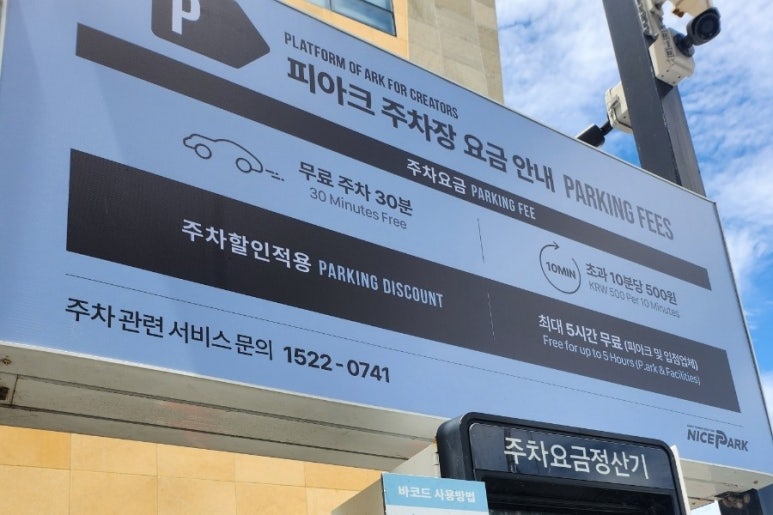 P
PLATFORM OF ARK FOR CREATORS
피아크 주차장 요금 안내 PARKING FEES
주차요금 PARKING FEE
무료 주차 30분
30 Minutes Free
10MIN
초과 10분당 500원
KRW 500 Per 10 Minutes
주차할인적용 PARKING DISCOUNT
최대 5시간 무료 (피아크 및 입점업체)
Free for up to 5 Hours (P.ark & Facilities)
주차 관련 서비스 문의 1522-0741
NICEPARK
주차요금정산기
바코드 사용방법